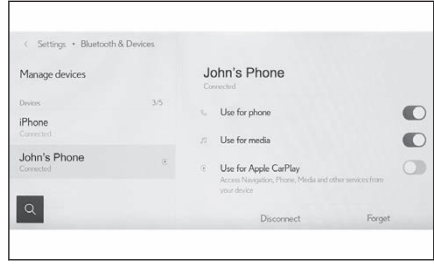 < Settings • Bluetooth & Devices
Manage devices
Devices 3/5
iPhone
Connected
John's Phone
Connected
John's Phone
Connected
Use for phone
Use for media
Use for Apple CarPlay
Access Navigation, Phone, Media and other services from
your device
Disconnect Forget